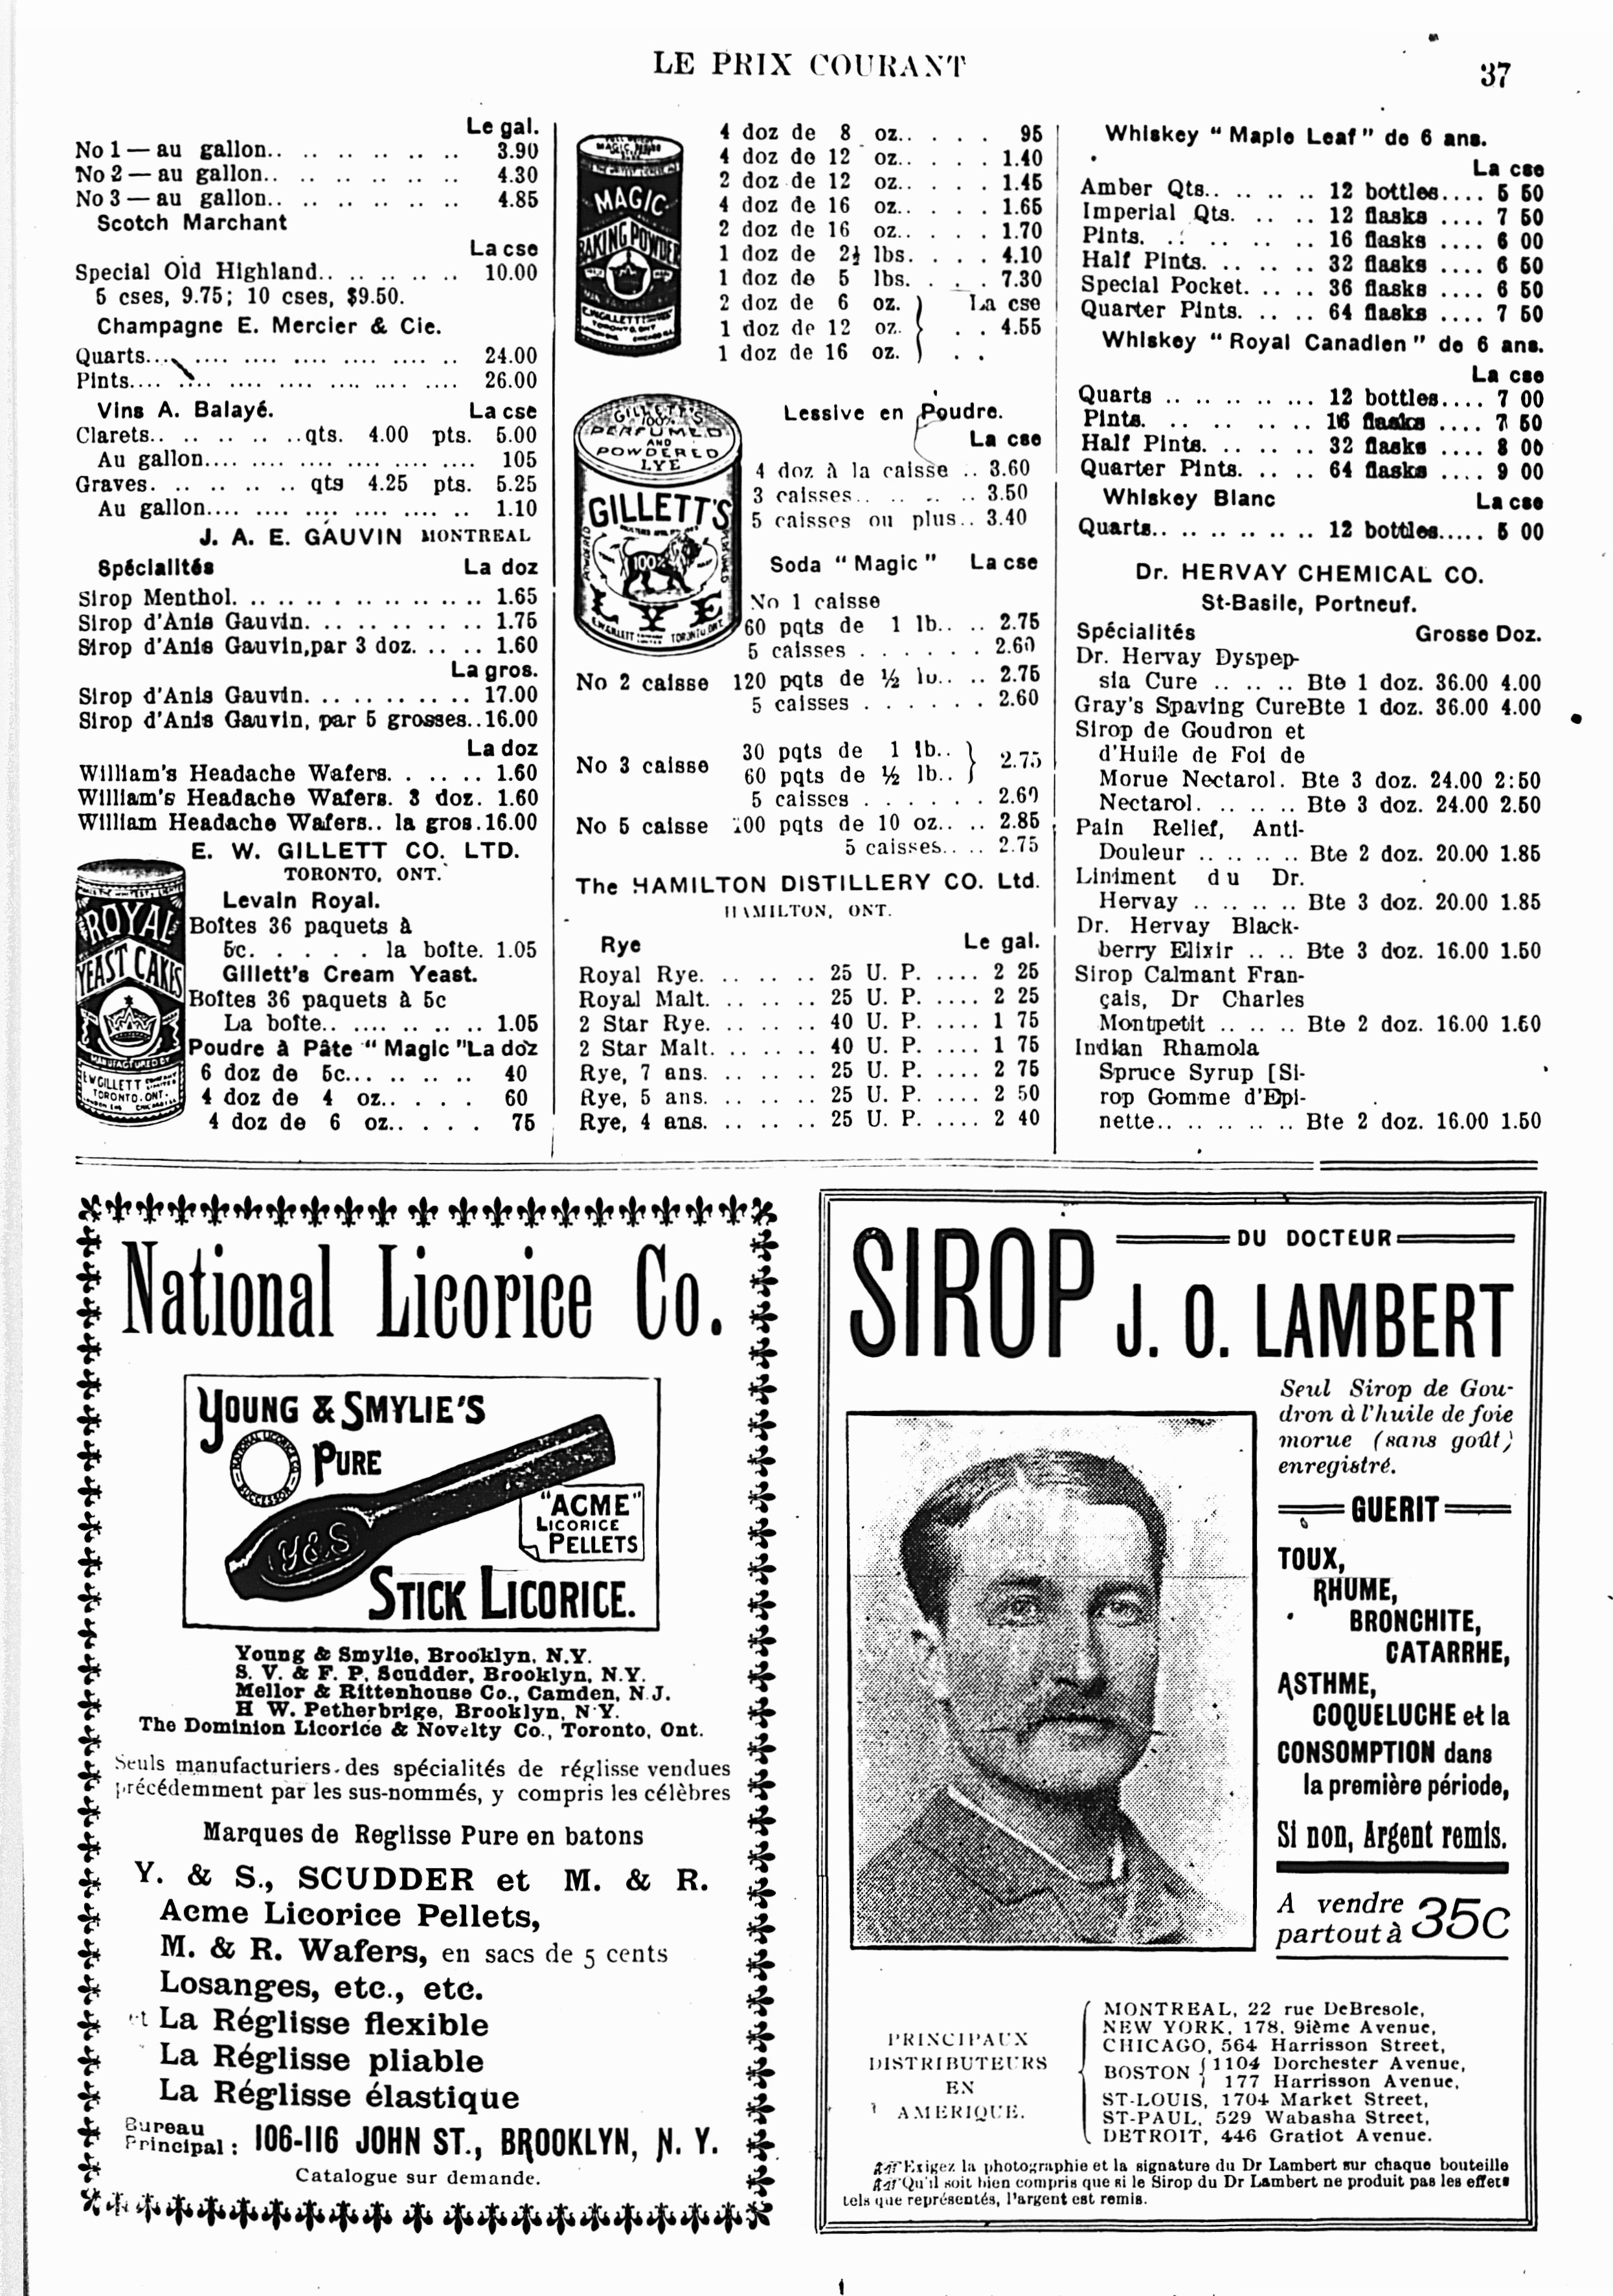 LE PRIX COURANT
37
Le gal.
No 1 — au gallon.. .. .. .. .. .. 3.90
No 2 — au gallon.. .. .. .. .. .. 4.30
No 3 — au gallon.. .. .. .. .. .. 4.85
Scotch Marchant
La cse
Special Old Highland.. .. .. .. .. 10.00
5 cses, 9.75; 10 cses, $9.50.
Champagne E. Mercier & Cie.
Quarts.... .... .... .... .... .... .. 24.00
Pints.... .... .... .... .... .... .... 26.00
Vins A. Balayé. La cse
Clarets.. .. .. .. ..qts. 4.00 pts. 5.00
Au gallon.... .... .... .... .... .... 105
Graves. .. .. .. .. .. qts 4.25 pts. 5.25
Au gallon.... .... .... .... .... .. 1.10
J. A. E. GAUVIN MONTREAL
Spécialités La doz
Sirop Menthol. .. .. .. .. .. .. .. .. 1.65
Sirop d'Anis Gauvin. .. .. .. .. .. 1.75
Sirop d'Anis Gauvin,par 3 doz. .. .. 1.60
La gros.
Sirop d'Anis Gauvin. .. .. .. .. .. 17.00
Sirop d'Anis Gauvin, par 5 grosses..16.00
La doz
William's Headache Wafers. . .. .. 1.60
William's Headache Wafers. 3 doz. 1.60
William Headache Wafers.. la gros.16.00
E. W. GILLETT CO. LTD.
TORONTO, ONT.
ROYAL
YEAST CAKES
MANUFACTURED BY
E.W.GILLETT COMPANY LIMITED
TORONTO. ONT.
Levain Royal.
Boîtes 36 paquets à
5c. . . . . . la boîte. 1.05
Gillett's Cream Yeast.
Boîtes 36 paquets à 5c
La boîte.. .... .. .. .. 1.05
Poudre à Pâte "Magic "La doz
6 doz de 5c... .. .. .. 40
4 doz de 4 oz.. . . . 60
4 doz de 6 oz.. . . . 75
MAGIC
BAKING POWDER
E.W.GILLETT
TORONTO, ONT
4 doz de 8 oz.. . . . 95
4 doz de 12 oz.. . . . 1.40
2 doz de 12 oz.. . . . 1.45
4 doz de 16 oz.. . . . 1.65
2 doz de 16 oz.. . . . 1.70
1 doz de 2½ lbs. . . . 4.10
1 doz de 5 lbs. . . . 7.30
2 doz de 6 oz. } La cse
1 doz de 12 oz. } . . 4.55
1 doz de 16 oz. } . .
GILLETT'S
100%
PERFUMED
AND
POWDERED
LYE
GILLETT'S
100%
LYE
Lessive en Poudre.
La cse
4 doz à la caisse .. 3.60
3 caisses.. .. .. .. 3.50
5 caisses ou plus.. 3.40
Soda "Magic" La cse
No 1 caisse
60 pqts de 1 lb.. .. 2.75
5 caisses . . . . . . 2.60
No 2 caisse 120 pqts de ½ lb.. .. 2.75
5 caisses . . . . . . 2.60
30 pqts de 1 lb.. }
No 3 caisse 2.75
60 pqts de ½ lb.. }
5 caisses . . . . . . 2.60
No 5 caisse 100 pqts de 10 oz.. .. 2.85
5 caisses.. .. 2.75
The HAMILTON DISTILLERY CO. Ltd.
HAMILTON, ONT.
Rye Le gal.
Royal Rye. .. .. .. .. 25 U. P. .... 2 25
Royal Malt. .. .. .. .. 25 U. P. .... 2 25
2 Star Rye. .. .. .. .. 40 U. P. .... 1 75
2 Star Malt. .. .. .. .. 40 U. P. .... 1 75
Rye, 7 ans. .. .. .. .. 25 U. P. .... 2 75
Rye, 5 ans. .. .. .. .. 25 U. P. .... 2 50
Rye, 4 ans. .. .. .. .. 25 U. P. .... 2 40
Whiskey "Maple Leaf" de 6 ans.
La cse
Amber Qts.. .. .. .. 12 bottles.... 5 50
Imperial Qts. .. .. .. 12 flasks .... 7 50
Pints. .. .. .. .. .. 16 flasks .... 6 00
Half Pints. .. .. .. .. 32 flasks .... 6 50
Special Pocket. .. .. .. 36 flasks .... 6 50
Quarter Pints. .. .. .. 64 flasks .... 7 50
Whiskey "Royal Canadien" de 6 ans.
La cse
Quarts .. .. .. .. ... 12 bottles.... 7 00
Pints. .. .. .. .. .. 16 flasks .... 7 50
Half Pints. .. .. .. .. 32 flasks .... 8 00
Quarter Pints. .. .. .. 64 flasks .... 9 00
Whiskey Blanc La cse
Quarts.. .. .. .. .. .. 12 bottles..... 5 00
Dr. HERVAY CHEMICAL CO.
St-Basile, Portneuf.
Spécialités Grosse Doz.
Dr. Hervay Dyspep-
sia Cure .. .. .. Bte 1 doz. 36.00 4.00
Gray's Spaving CureBte 1 doz. 36.00 4.00
Sirop de Goudron et
d'Huile de Foi de
Morue Nectarol. Bte 3 doz. 24.00 2:50
Nectarol. .. .. .. Bte 3 doz. 24.00 2.50
Pain Relief, Anti-
Douleur .. .. .. Bte 2 doz. 20.00 1.85
Liniment du Dr.
Hervay .. .. .. Bte 3 doz. 20.00 1.85
Dr. Hervay Black-
berry Elixir .. .. Bte 3 doz. 16.00 1.50
Sirop Calmant Fran-
çais, Dr Charles
Montpetit .. .. .. Bte 2 doz. 16.00 1.50
Indian Rhamola
Spruce Syrup [Si-
rop Gomme d'Epi-
nette.. .. .. .. .. Bte 2 doz. 16.00 1.50
National Licorice Co.
YOUNG & SMYLIE'S
PURE
NATIONAL LICORICE CO.
SUCCESSOR
Y&S
"ACME"
LICORICE
PELLETS
STICK LICORICE.
Young & Smylie, Brooklyn, N.Y.
S. V. & F. P. Scudder, Brooklyn, N.Y.
Mellor & Rittenhouse Co., Camden, N.J.
H W. Petherbrige, Brooklyn, N.Y.
The Dominion Licorice & Novelty Co., Toronto, Ont.
Seuls manufacturiers des spécialités de réglisse vendues
précédemment par les sus-nommés, y compris les célèbres
Marques de Reglisse Pure en batons
Y. & S., SCUDDER et M. & R.
Acme Licorice Pellets,
M. & R. Wafers, en sacs de 5 cents
Losanges, etc., etc.
et La Réglisse flexible
La Réglisse pliable
La Réglisse élastique
Bureau
Principal : 106-116 JOHN ST., BROOKLYN, N. Y.
Catalogue sur demande.
SIROP DU DOCTEUR
J. O. LAMBERT
Seul Sirop de Gou-
dron à l'huile de foie
morue (sans goût)
enregistré.
GUERIT
TOUX,
RHUME,
BRONCHITE,
CATARRHE,
ASTHME,
COQUELUCHE et la
CONSOMPTION dans
la première période,
Si non, Argent remis.
A vendre
partout à 35c
PRINCIPAUX
DISTRIBUTEURS
EN
AMERIQUE.
MONTREAL, 22 rue DeBresole,
NEW YORK, 178, 9ième Avenue,
CHICAGO, 564 Harrisson Street,
BOSTON { 1104 Dorchester Avenue,
177 Harrisson Avenue,
ST-LOUIS, 1704 Market Street,
ST-PAUL, 529 Wabasha Street,
DETROIT, 446 Gratiot Avenue.
Exigez la photographie et la signature du Dr Lambert sur chaque bouteille
Qu'il soit bien compris que si le Sirop du Dr Lambert ne produit pas les effets
tels que représentés, l'argent est remis.